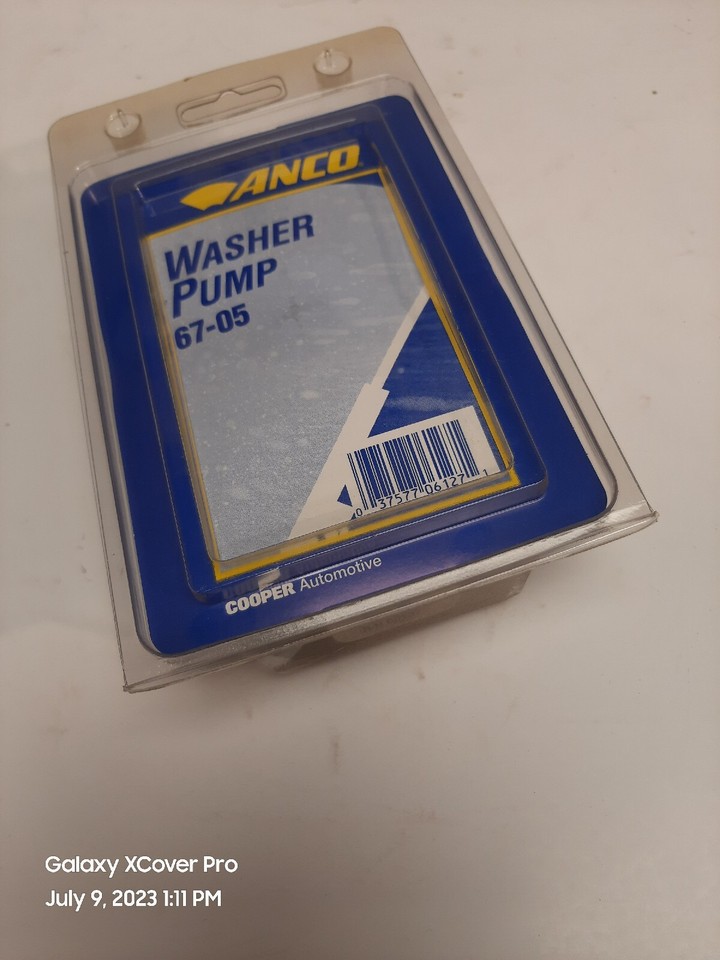 ANCO
WASHER
PUMP
67-05
0 37577 06127 1
COOPER Automotive
Galaxy XCover Pro
July 9, 2023 1:11 PM